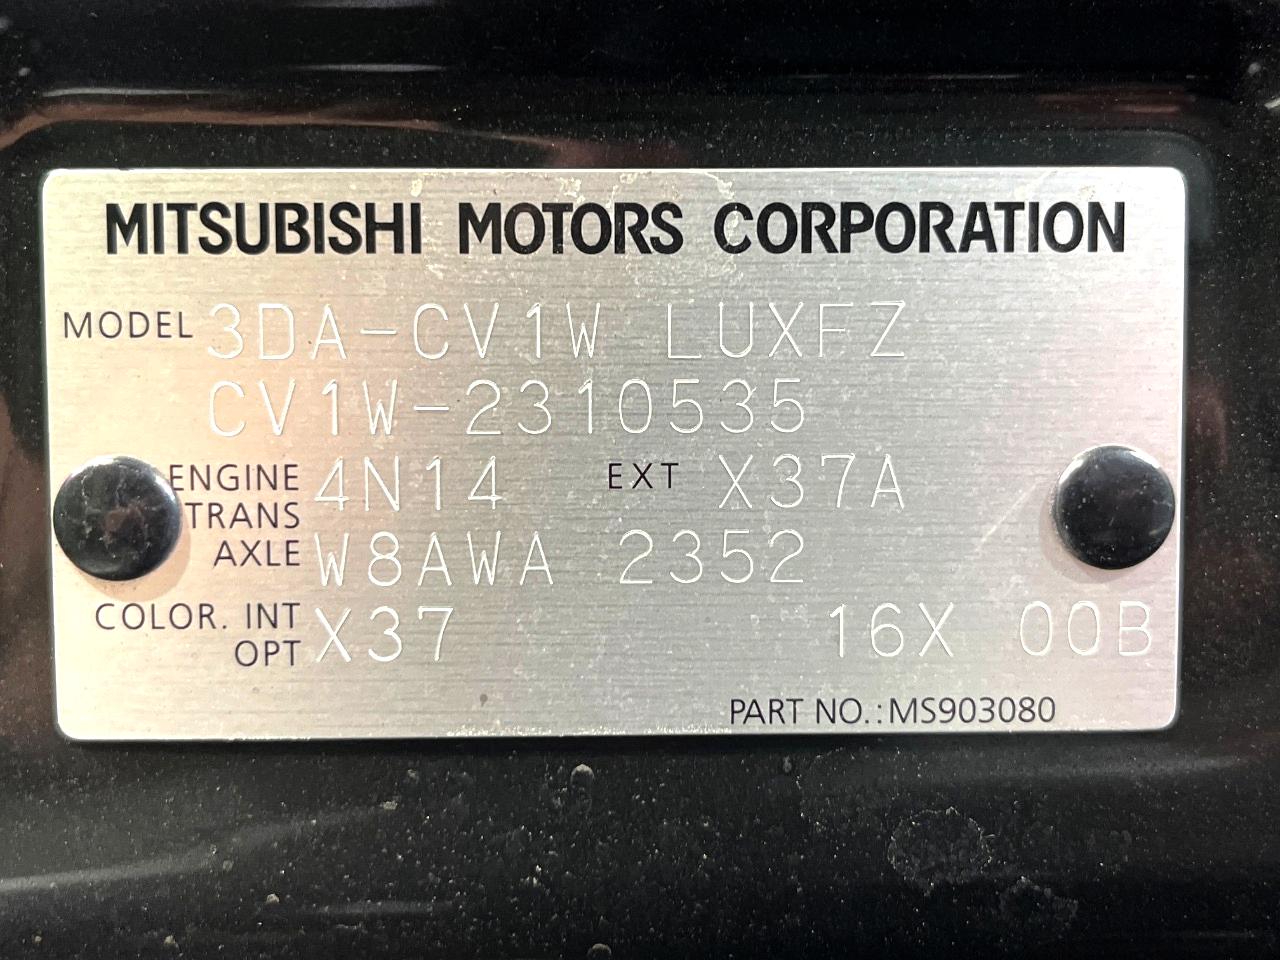 MITSUBISHI MOTORS CORPORATION
MODEL 3DA-CV1W LUXFZ
CV1W-2310535
ENGINE 4N14 EXT X37A
TRANS
AXLE W8AWA 2352
COLOR. INT X37 16X 00B
OPT
PART NO.:MS903080